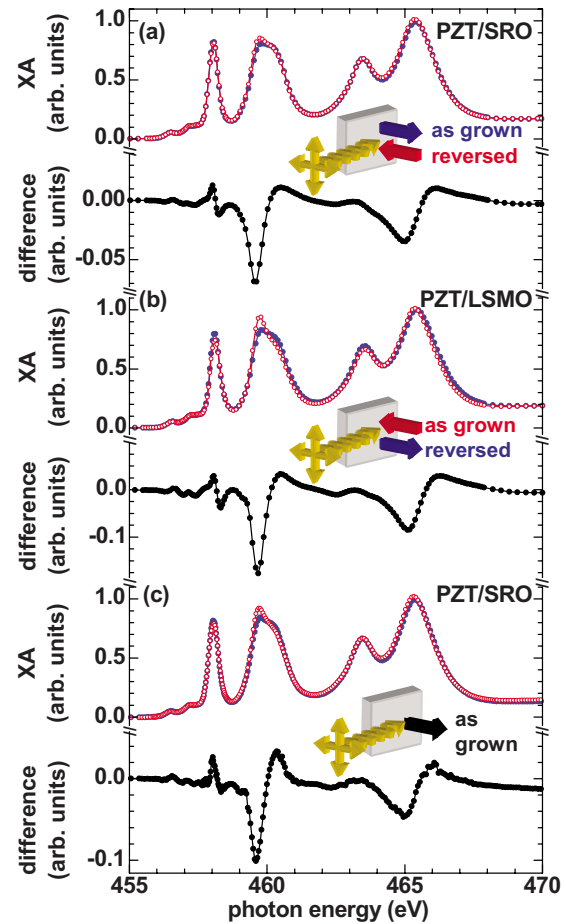 (a) PZT/SRO
XA
(arb. units)
1.0
0.5
0.0
as grown
reversed
difference
(arb. units)
0.00
-0.05
(b) PZT/LSMO
XA
(arb. units)
1.0
0.5
0.0
as grown
reversed
difference
(arb. units)
0.0
-0.1
(c) PZT/SRO
XA
(arb. units)
1.0
0.5
0.0
as
grown
difference
(arb. units)
0.0
-0.1
455 460 465 470
photon energy (eV)